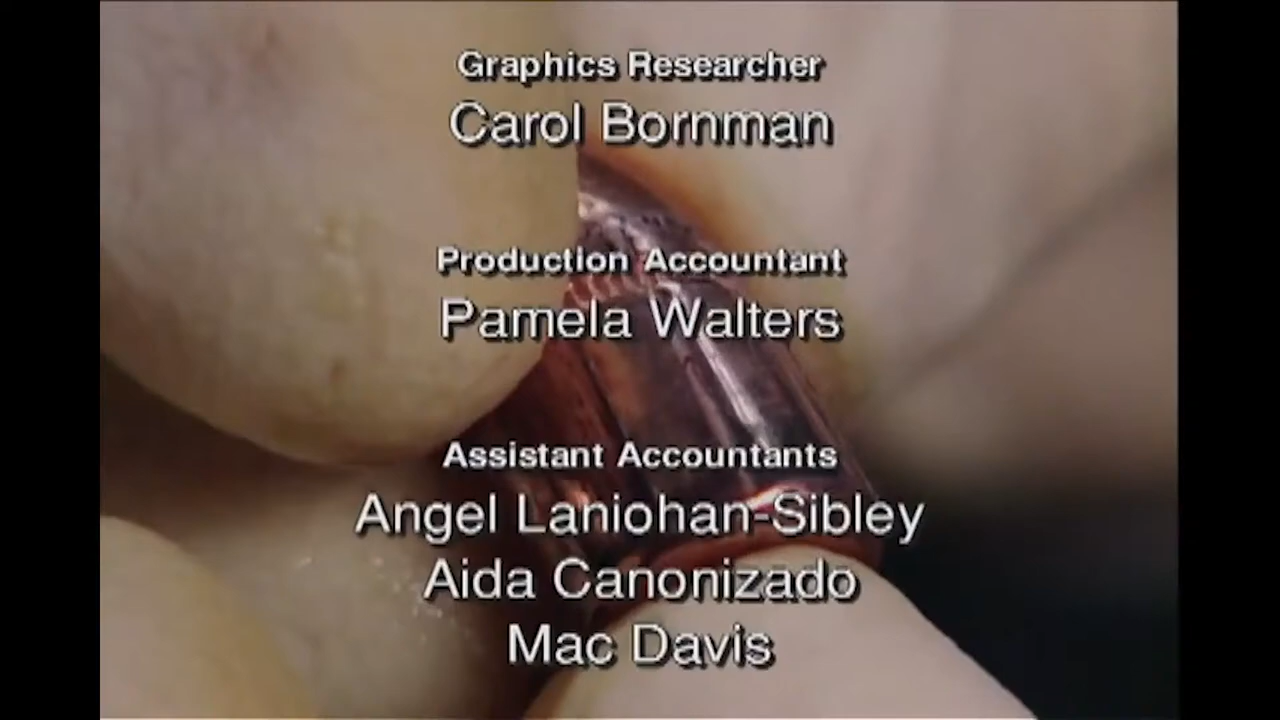 Graphics Researcher
Carol Bornman
Production Accountant
Pamela Walters
Assistant Accountants
Angel Laniohan-Sibley
Aida Canonizado
Mac Davis